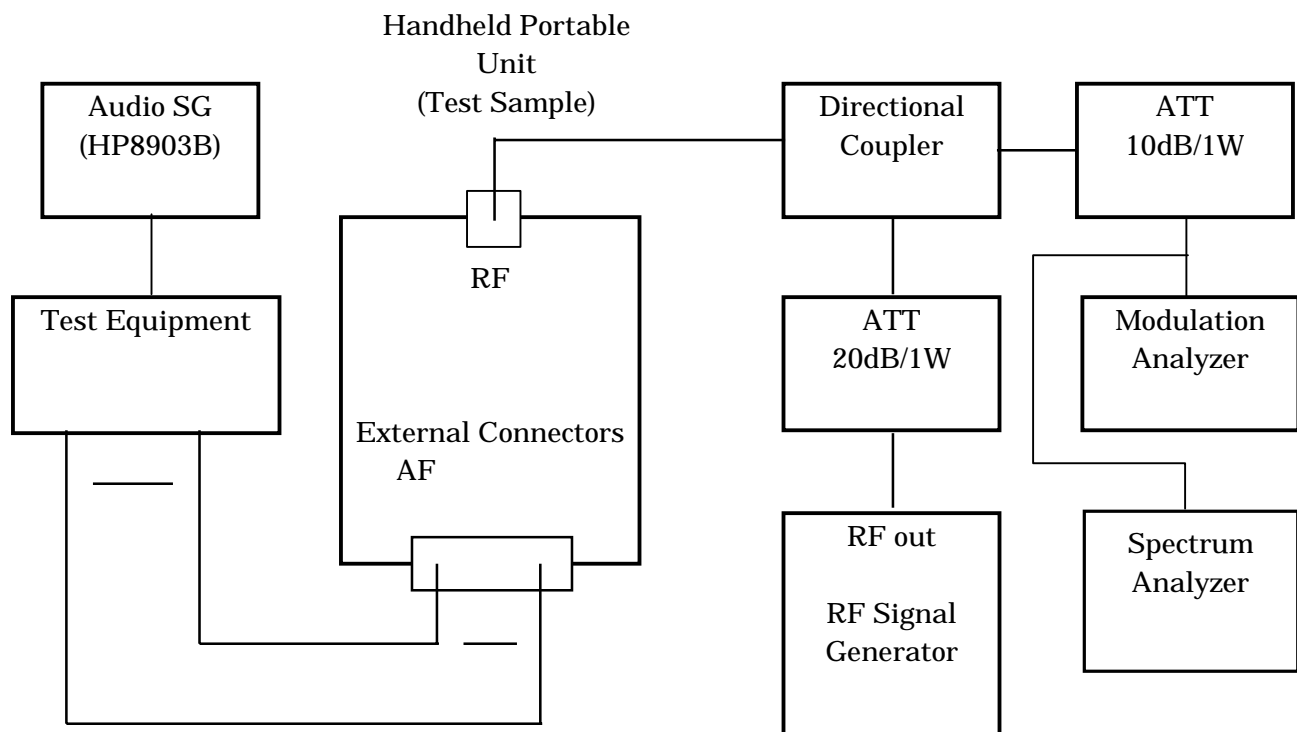 Handheld Portable
Unit
(Test Sample)
Audio SG
(HP8903B)
Directional
Coupler
ATT
10dB/1W
RF
Test Equipment
ATT
20dB/1W
Modulation
Analyzer
External Connectors
AF
RF out
RF Signal
Generator
Spectrum
Analyzer